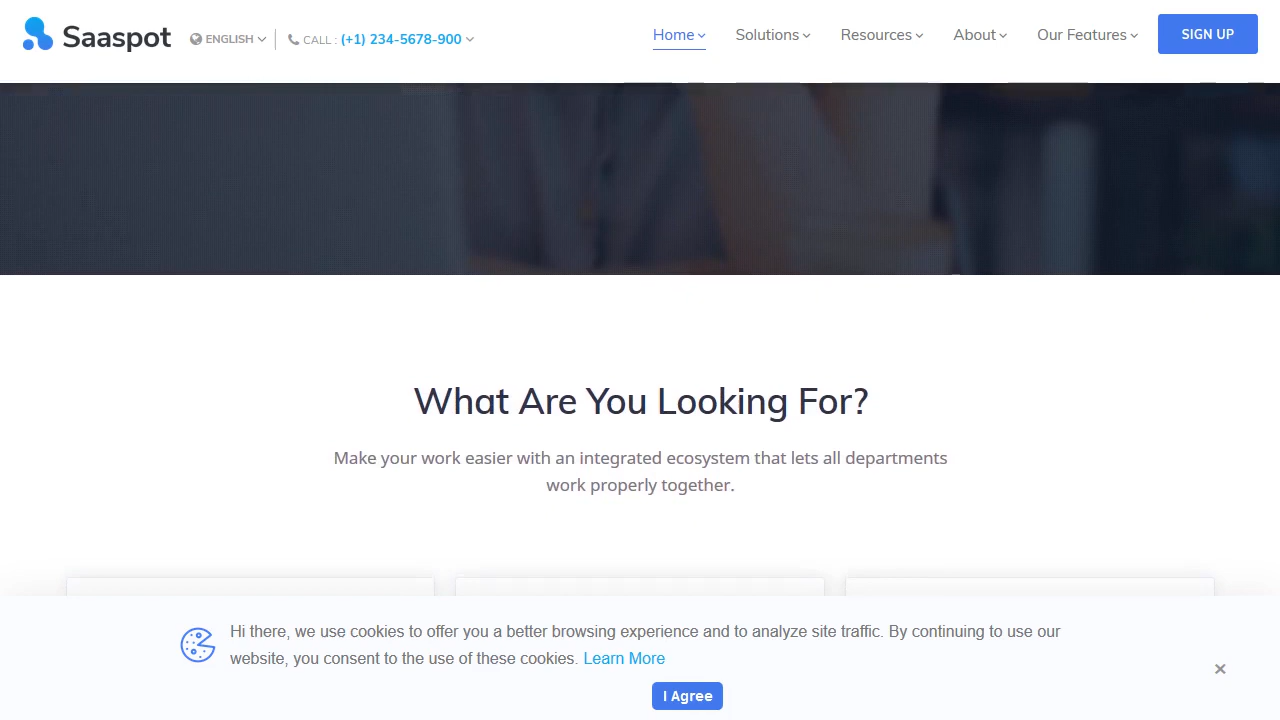 Saaspot
ENGLISH
CALL : (+1) 234-5678-900
Home
Solutions
Resources
About
Our Features
SIGN UP
What Are You Looking For?
Make your work easier with an integrated ecosystem that lets all departments
work properly together.
Hi there, we use cookies to offer you a better browsing experience and to analyze site traffic. By continuing to use our
website, you consent to the use of these cookies. Learn More
I Agree
×